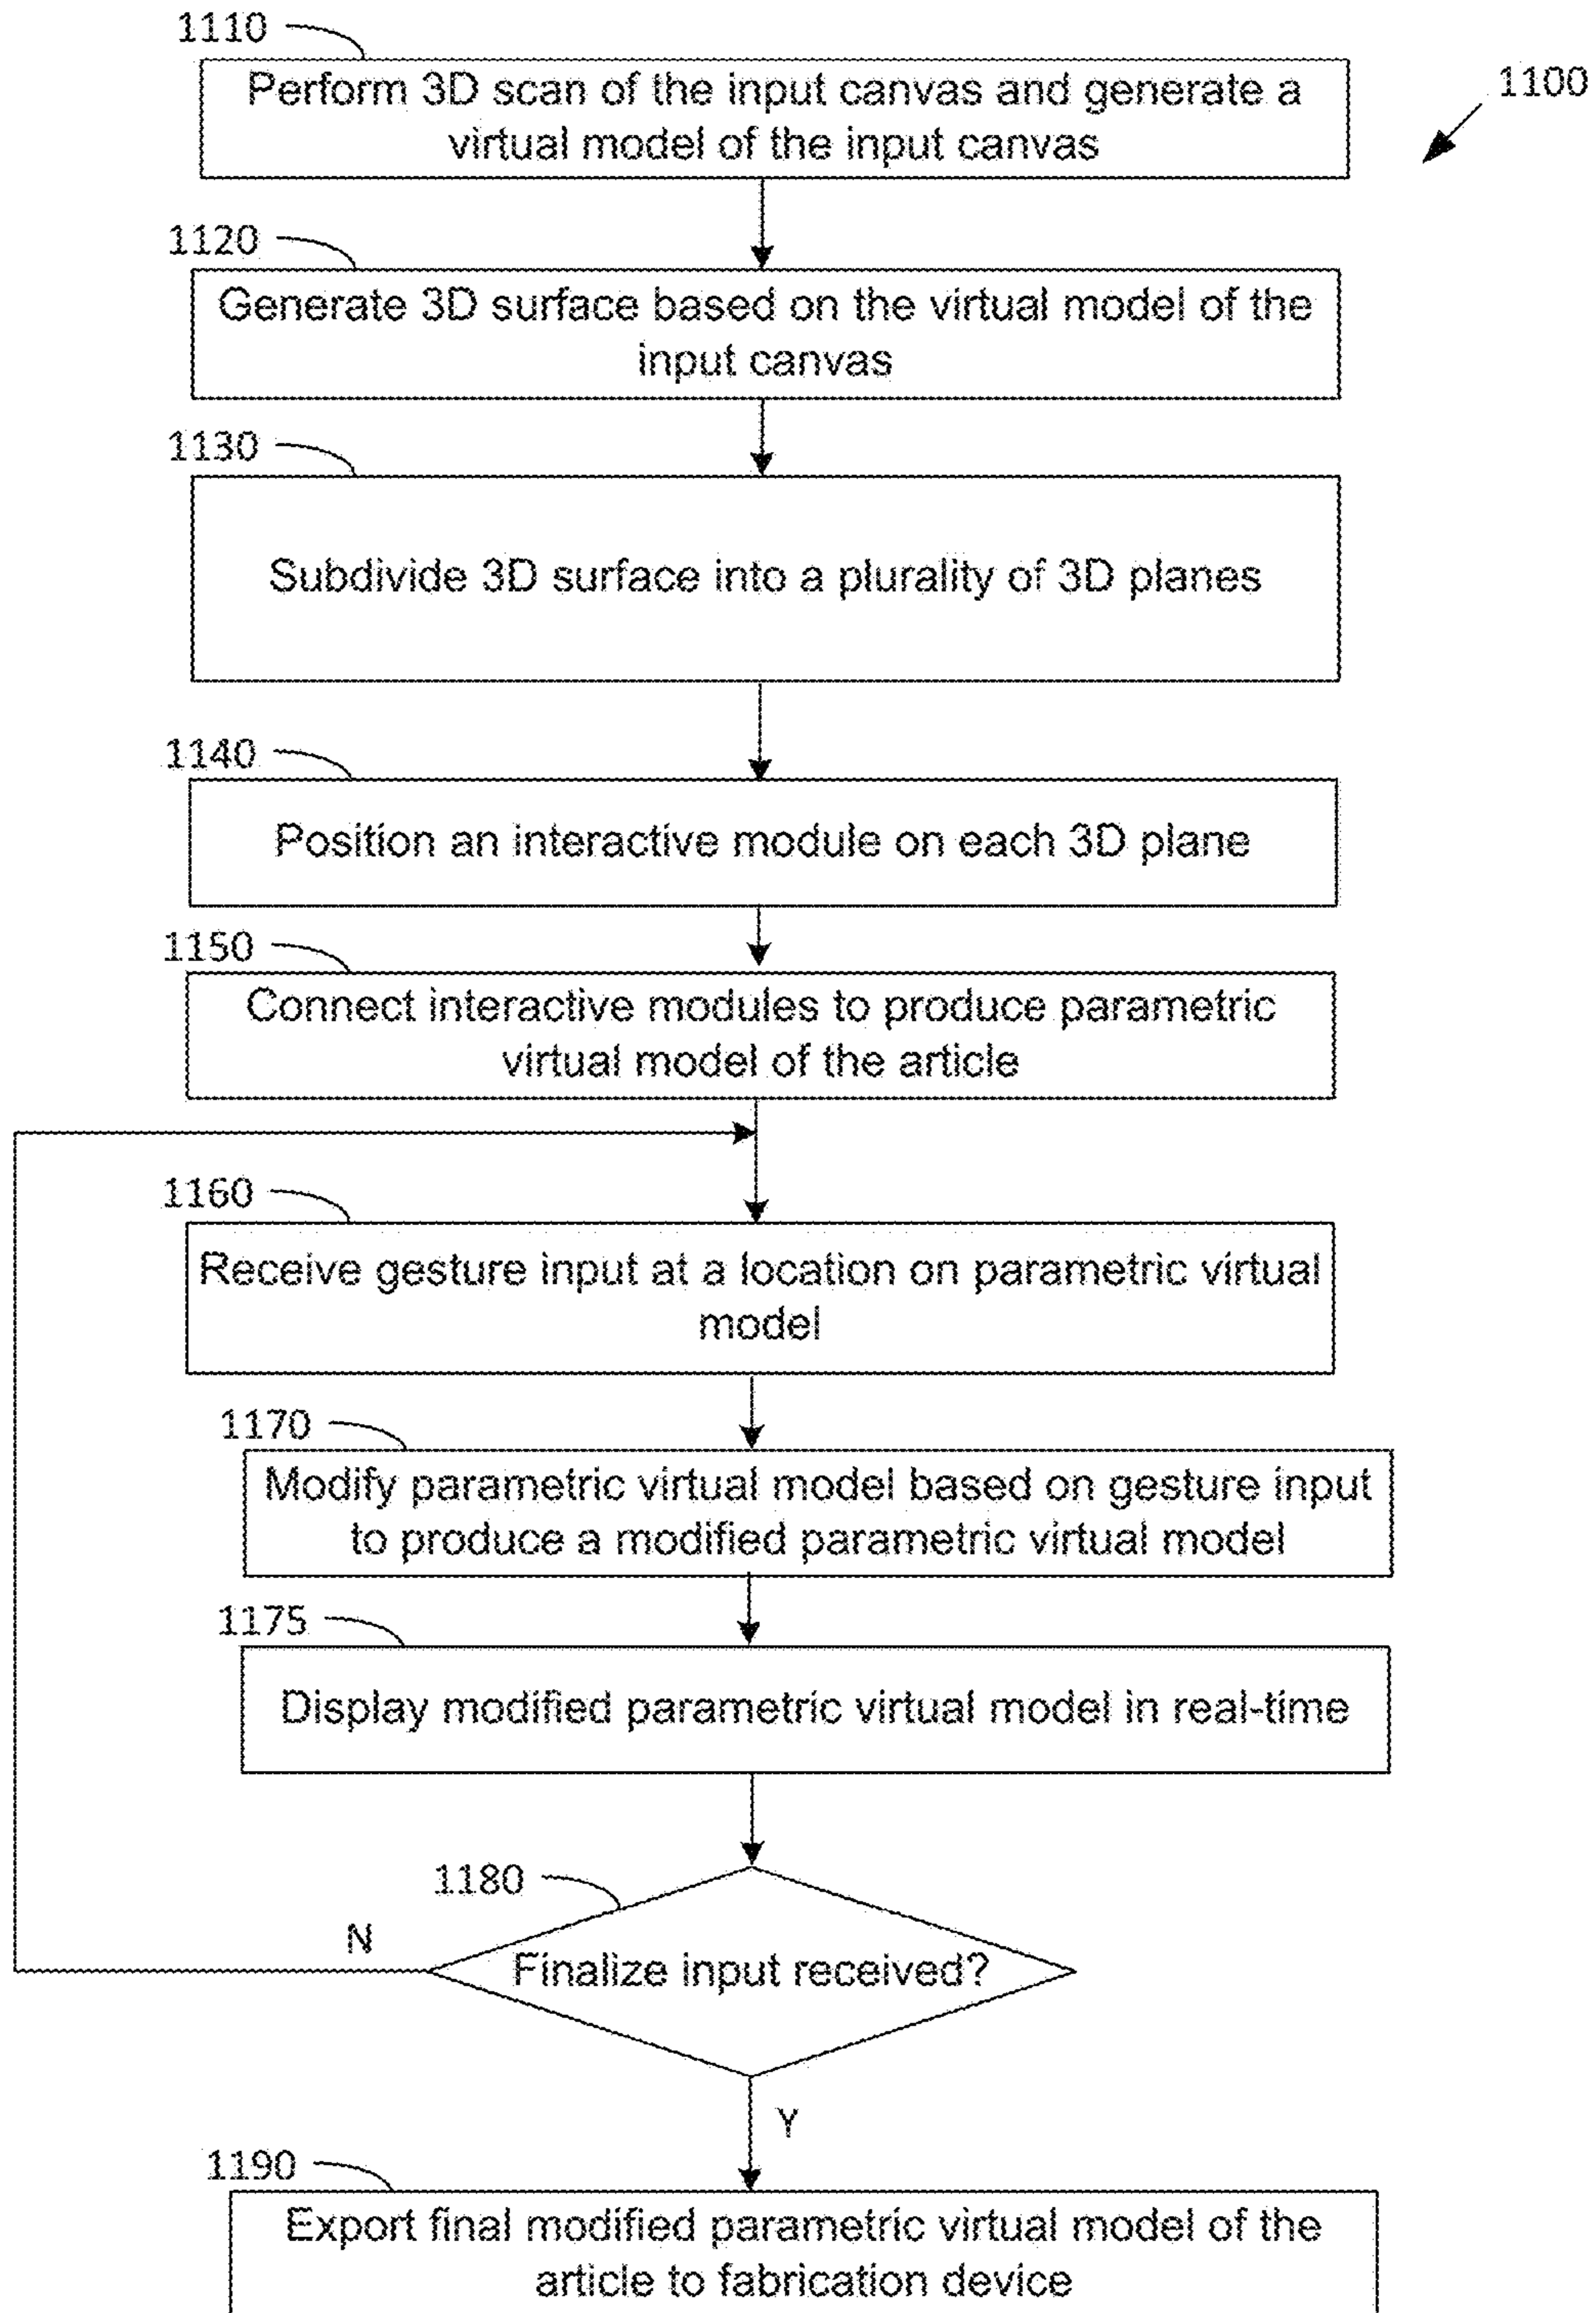 1110
1100
Perform 3D scan of the input canvas and generate a
virtual model of the input canvas
1120
Generate 3D surface based on the virtual model of the
input canvas
1130
Subdivide 3D surface into a plurality of 3D planes
1140
Position an interactive module on each 3D plane
1150
Connect interactive modules to produce parametric
virtual model of the article
1160
Receive gesture input at a location on parametric virtual
model
1170
Modify parametric virtual model based on gesture input
to produce a modified parametric virtual model
1175
Display modified parametric virtual model in real-time
1180
N
Finalize input received?
Y
1190
Export final modified parametric virtual model of the
article to fabrication device